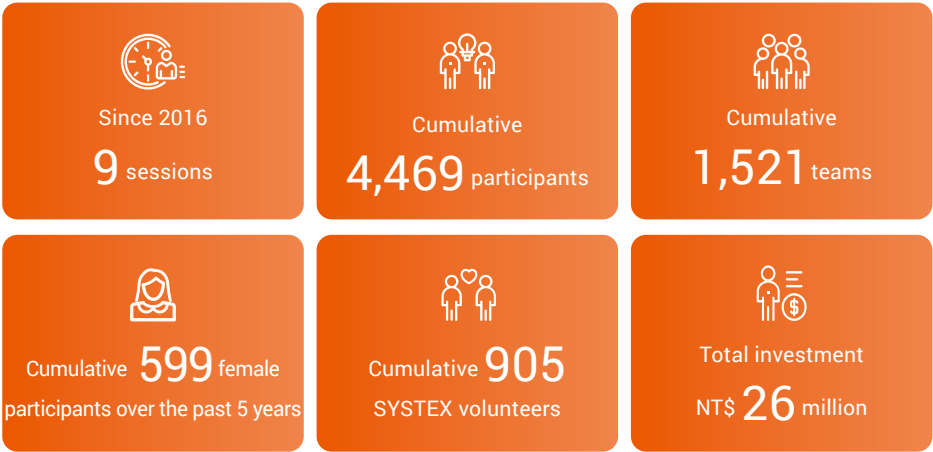 Since 2016
9 sessions
Cumulative
4,469 participants
Cumulative
1,521 teams
Cumulative 599 female
participants over the past 5 years
Cumulative 905
SYSTEX volunteers
Total investment
NT$ 26 million